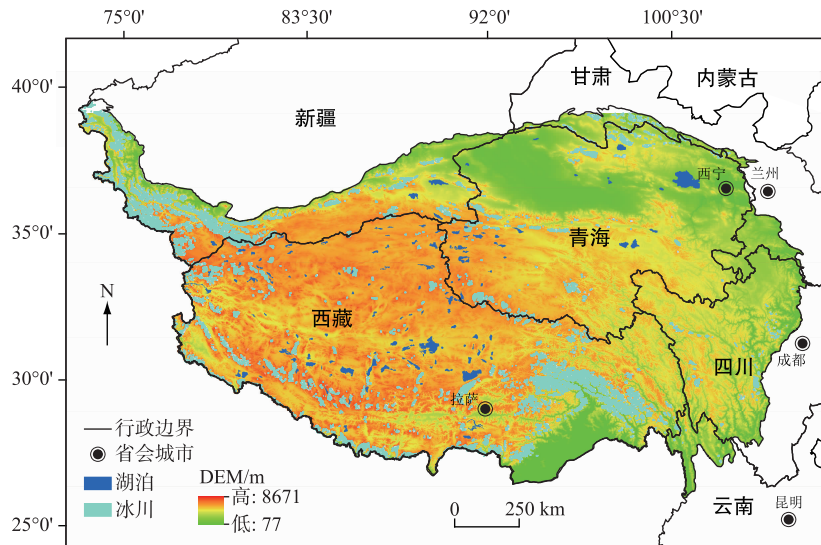 75°0′ 83°30′ 92°0′ 100°30′
40°0′
35°0′
30°0′
25°0′
甘肃
内蒙古
新疆
西宁
兰州
青海
西藏
四川
成都
拉萨
云南
昆明
N
行政边界
省会城市
湖泊
冰川
DEM/m
高: 8671
低: 77
0 250 km